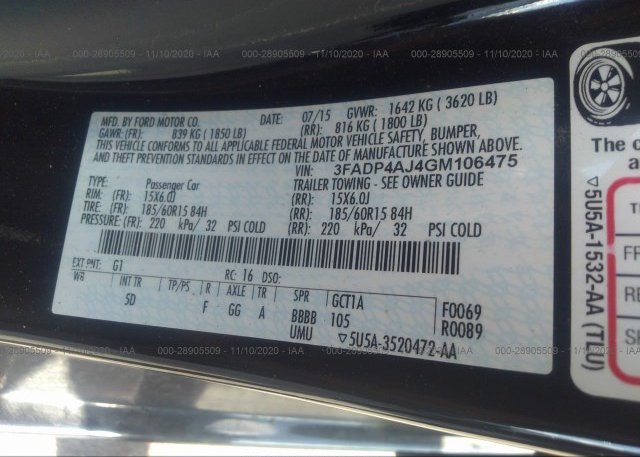 000-28905509 - 11/10/2020 - IAA
MFD. BY FORD MOTOR CO. DATE: 07/15 GVWR: 1642 KG ( 3620 LB)
GAWR: (FR): 839 KG ( 1850 LB) (RR): 816 KG ( 1800 LB)
THIS VEHICLE CONFORMS TO ALL APPLICABLE FEDERAL MOTOR VEHICLE SAFETY, BUMPER,
AND THEFT PREVENTION STANDARDS IN EFFECT ON THE DATE OF MANUFACTURE SHOWN ABOVE.
VIN: 3FADP4AJ4GM106475
TYPE: Passenger Car TRAILER TOWING - SEE OWNER GUIDE
RIM: (FR): 15X6.0J (RR): 15X6.0J
TIRE: (FR): 185/60R15 84H (RR): 185/60R15 84H
PRESSURE: (FR): 220 kPa/ 32 PSI COLD (RR): 220 kPa/ 32 PSI COLD
EXT PNT: G1 RC: 16 DSO:
WB INT TR TP/PS R AXLE TR SPR GCT1A F0069
5D F GG A BBBB 105 R0089
UMU ▽5U5A-3520472-AA
The c
a
▽5U5A-1532-AA (TEU)
TI
F
RE
SP